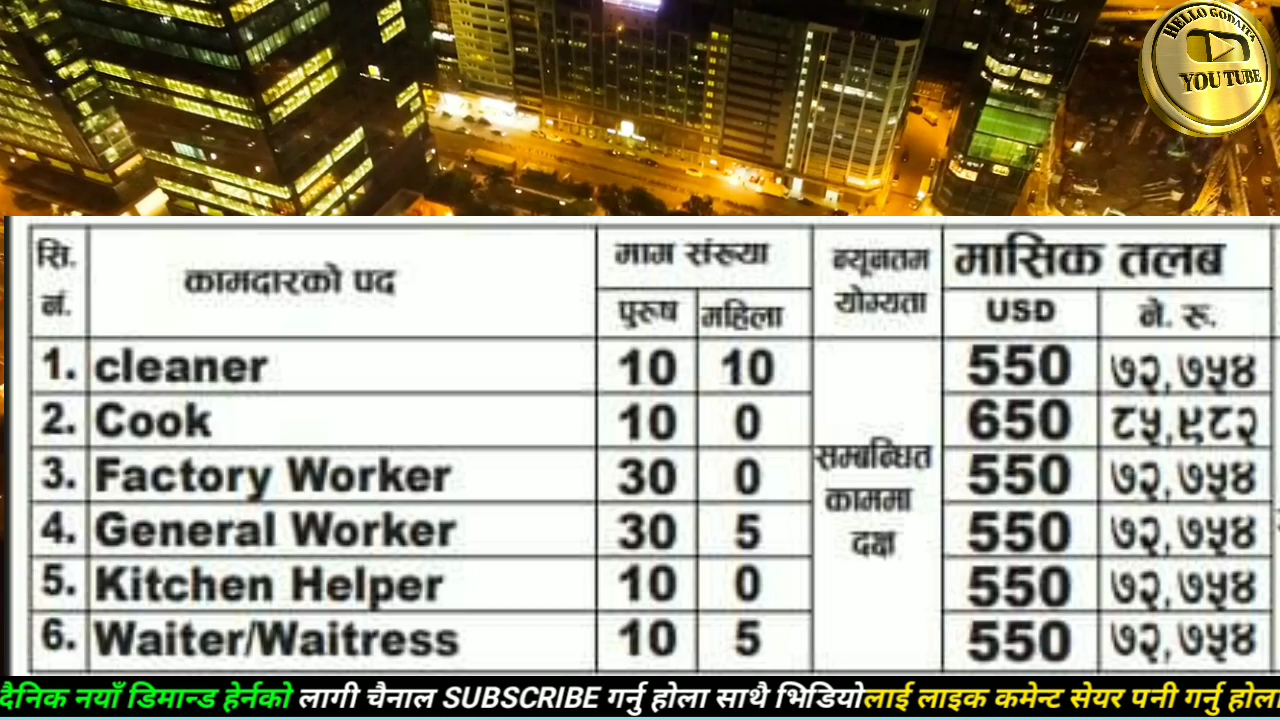 HELLO GODAITA
YOU TUBE
सि. नं. कामदारको पद माग संख्या न्यूनतम योग्यता मासिक तलब
पुरुष महिला USD ने. रू.
1. cleaner 10 10 550 ७२,७५४
2. Cook 10 0 650 ८५,९८२
3. Factory Worker 30 0 550 ७२,७५४
4. General Worker 30 5 550 ७२,७५४
5. Kitchen Helper 10 0 550 ७२,७५४
6. Waiter/Waitress 10 5 550 ७२,७५४
सम्बन्धित
काममा
दक्ष
दैनिक नयाँ डिमान्ड हेर्नको लागी चैनाल SUBSCRIBE गर्नु होला साथै भिडियोलाई लाइक कमेन्ट सेयर पनी गर्नु होला